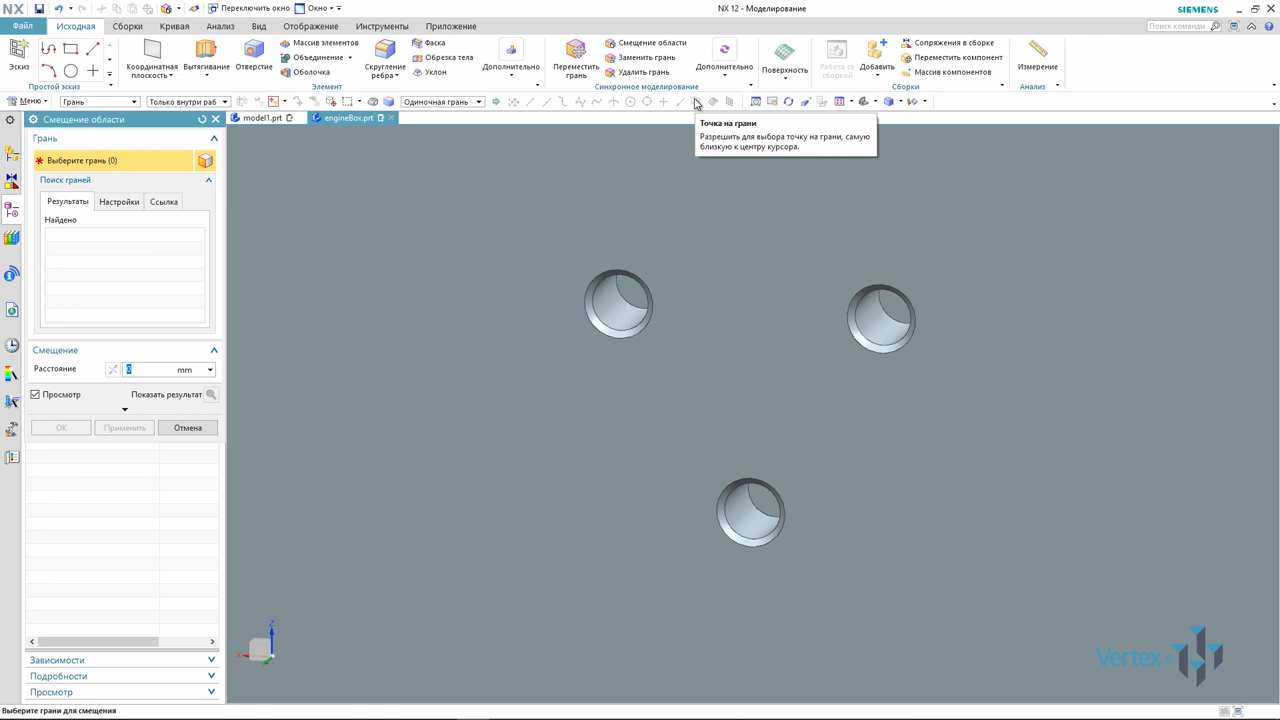 NX
Переключить окно
Окно
NX 12 - Моделирование
SIEMENS
Файл
Исходная
Сборки
Кривая
Анализ
Вид
Отображение
Инструменты
Приложение
Поиск команды
Эскиз
Простой эскиз
Координатная плоскость
Вытягивание
Отверстие
Массив элементов
Объединение
Оболочка
Скругление ребра
Фаска
Обрезка тела
Уклон
Дополнительно
Элемент
Переместить грань
Смещение области
Заменить грань
Удалить грань
Дополнительно
Синхронное моделирование
Поверхность
Работа со сборкой
Добавить
Сопряжения в сборке
Переместить компонент
Массив компонентов
Сборки
Измерение
Анализ
Меню
Грань
Только внутри раб
Одиночная грань
Смещение области
model1.prt
engineBox.prt
Точка на грани
Разрешить для выбора точку на грани, самую
близкую к центру курсора.
Грань
* Выберите грань (0)
Поиск граней
Результаты
Настройки
Ссылка
Найдено
Смещение
Расстояние
0
mm
Просмотр
Показать результат
ОК
Применить
Отмена
Зависимости
Подробности
Просмотр
Z
X
Vertex
Выберите грани для смещения